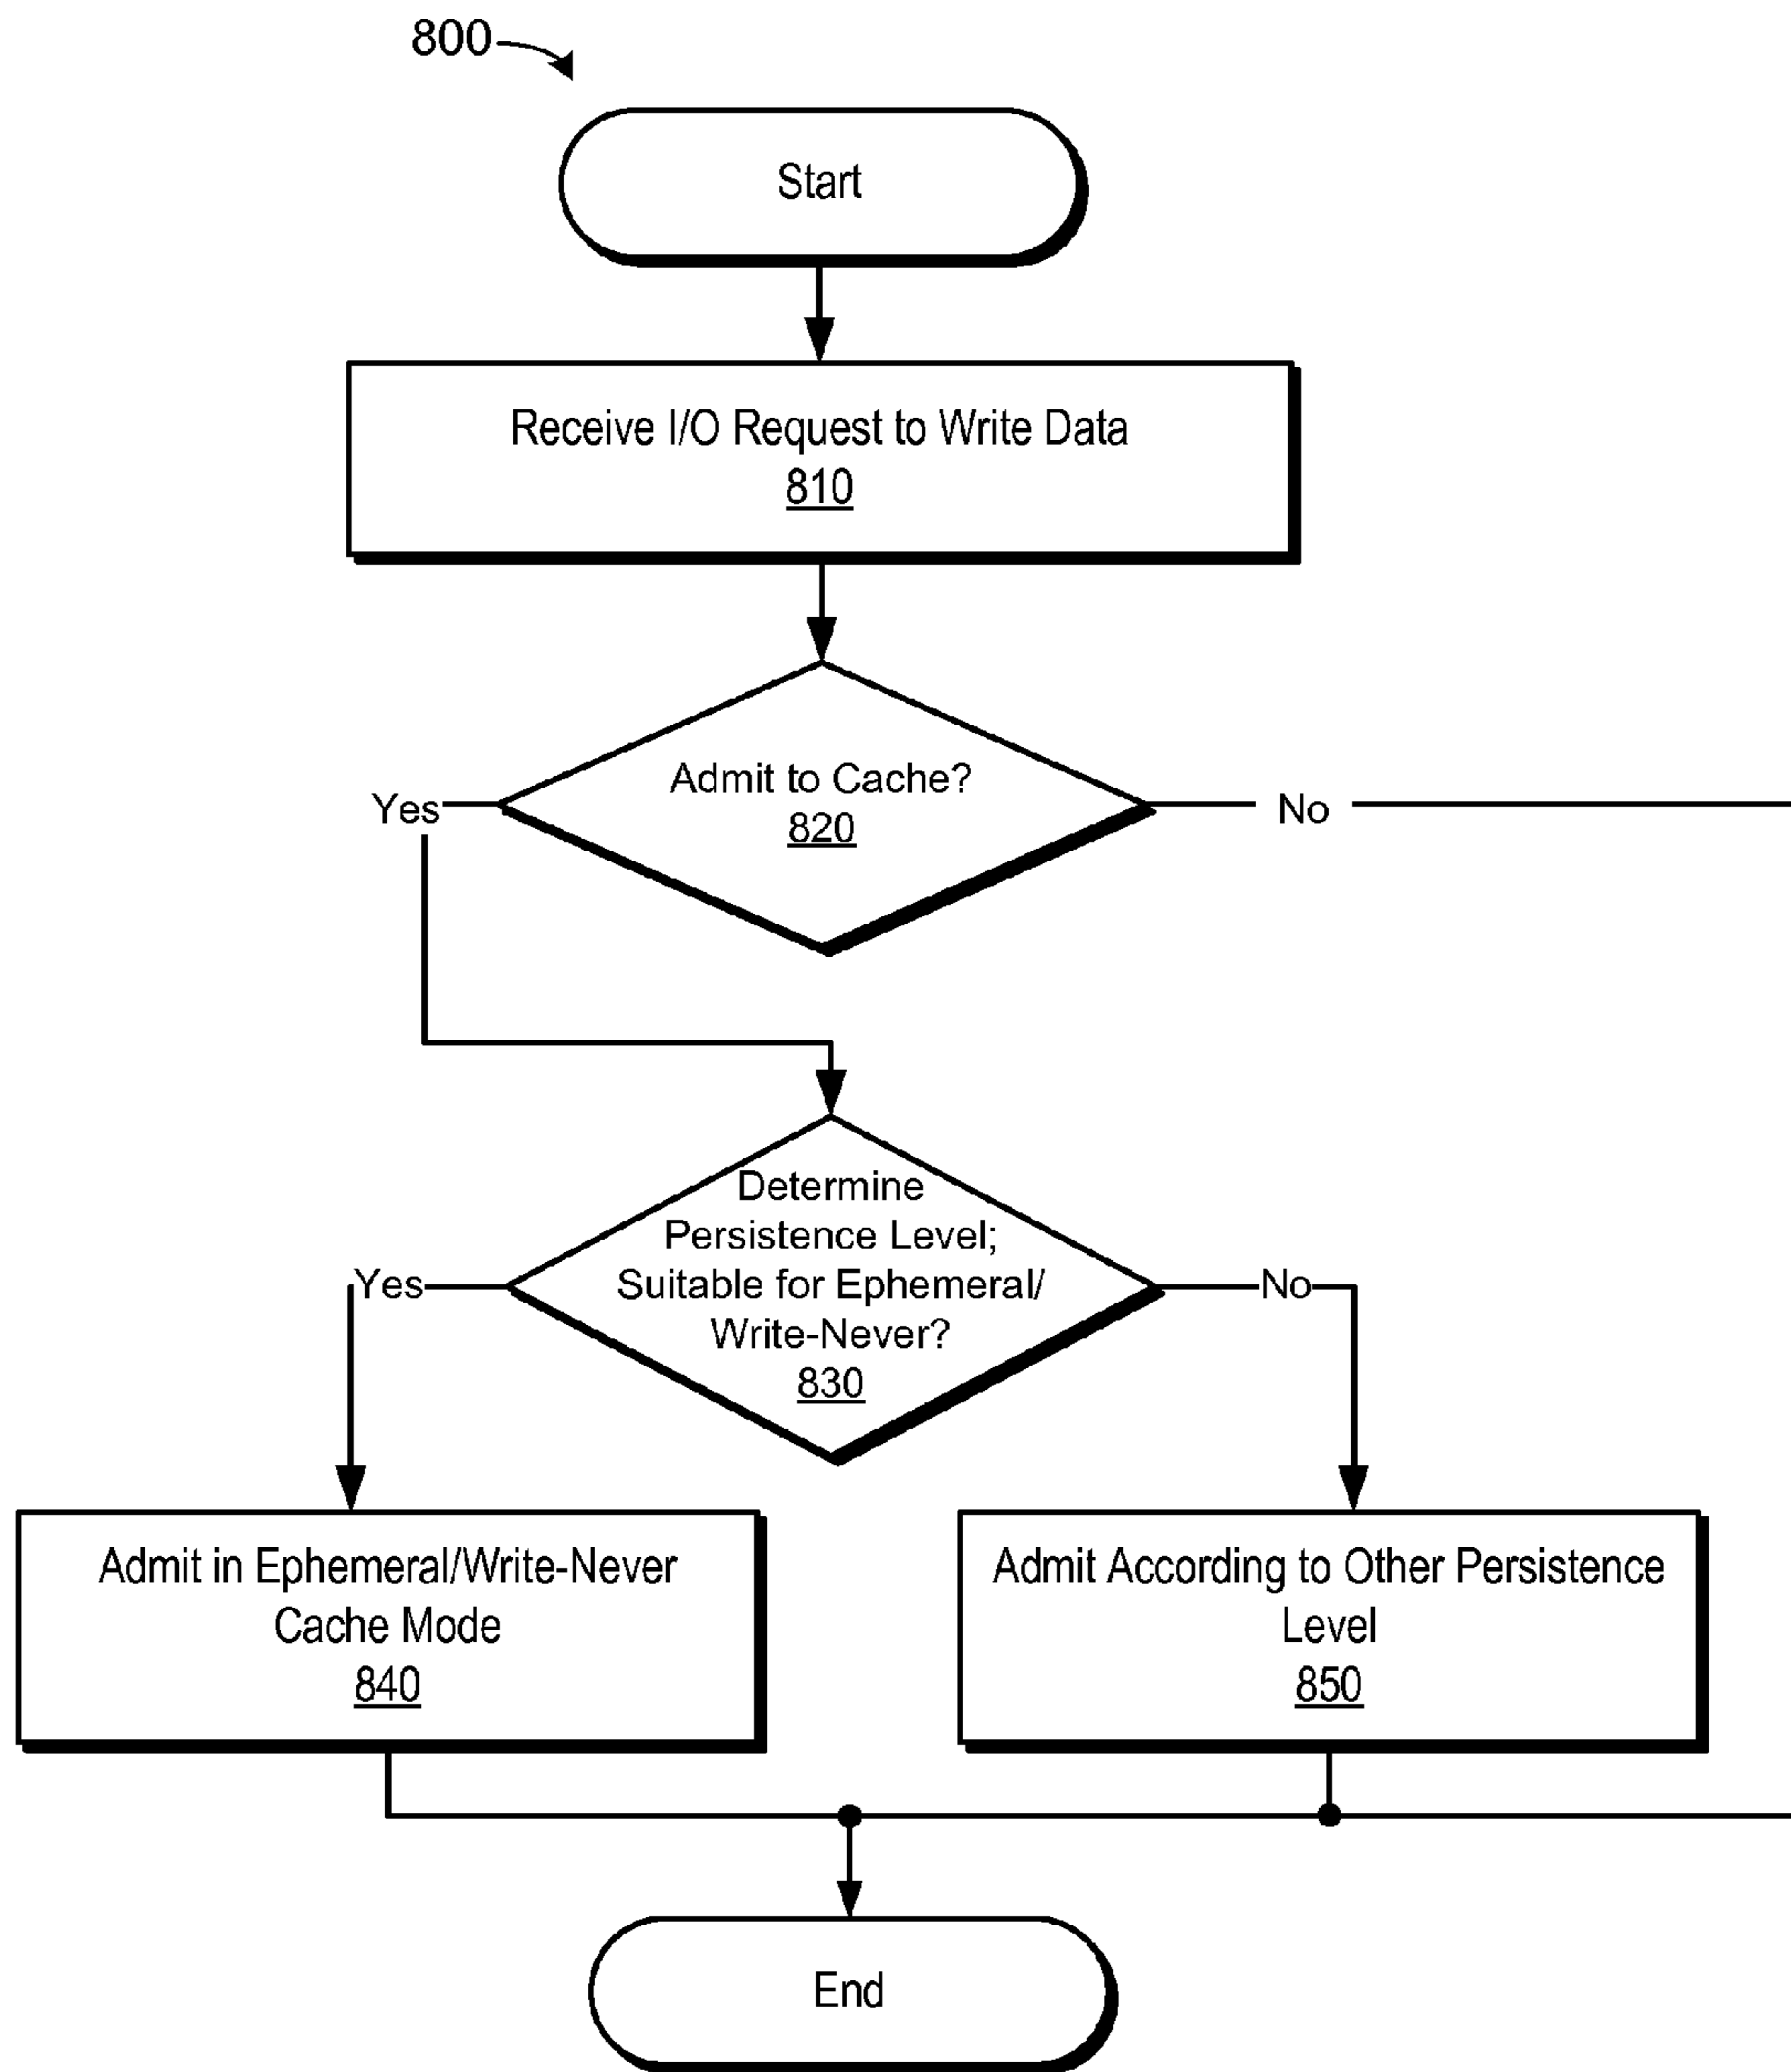 800
Start
Receive I/O Request to Write Data
810
Admit to Cache?
820
Yes
No
Determine
Persistence Level;
Suitable for Ephemeral/
Write-Never?
830
Yes
No
Admit in Ephemeral/Write-Never
Cache Mode
840
Admit According to Other Persistence
Level
850
End